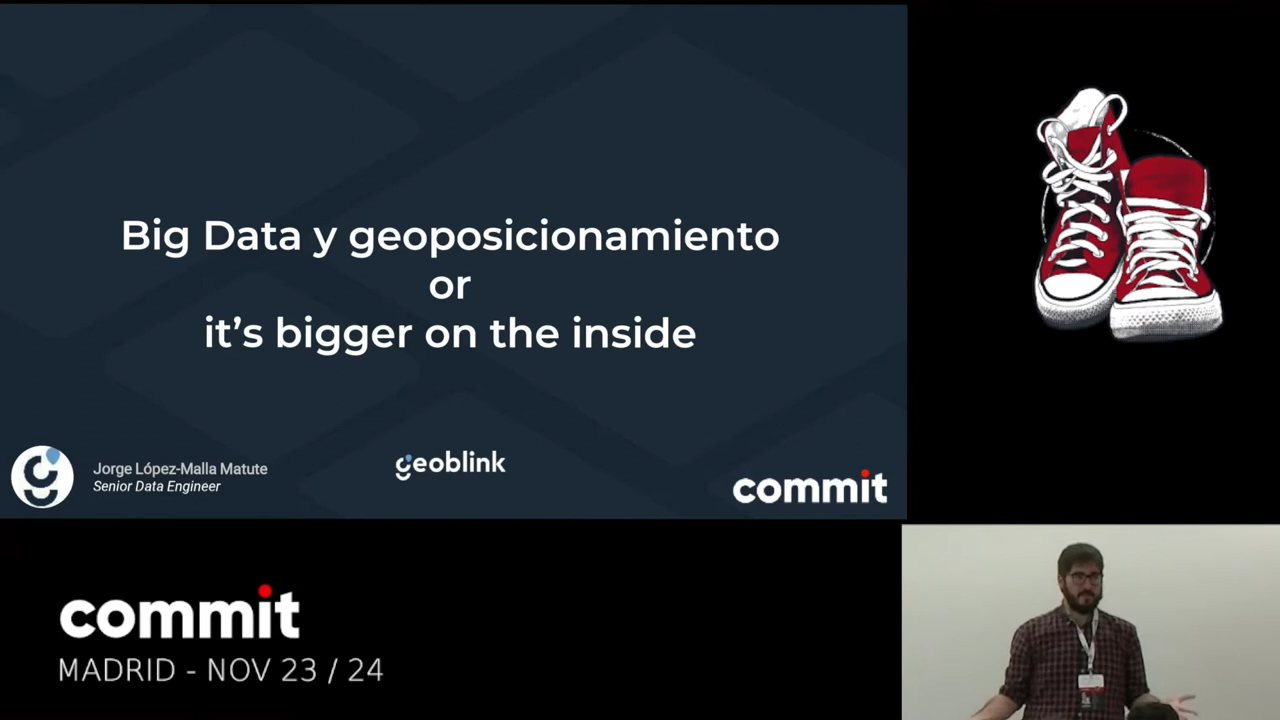 Big Data y geoposicionamiento
or
it's bigger on the inside
Jorge López-Malla Matute
Senior Data Engineer
geoblink
commit
commit
MADRID - NOV 23 / 24